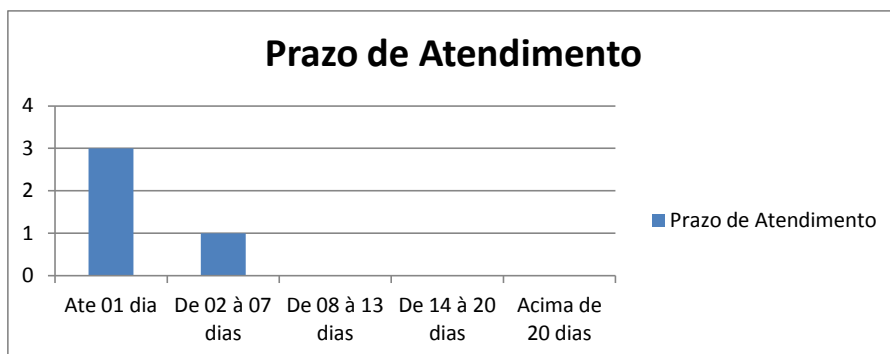 Prazo de Atendimento
4
3
2
1
0
Ate 01 dia
De 02 à 07
dias
De 08 à 13
dias
De 14 à 20
dias
Acima de
20 dias
Prazo de Atendimento